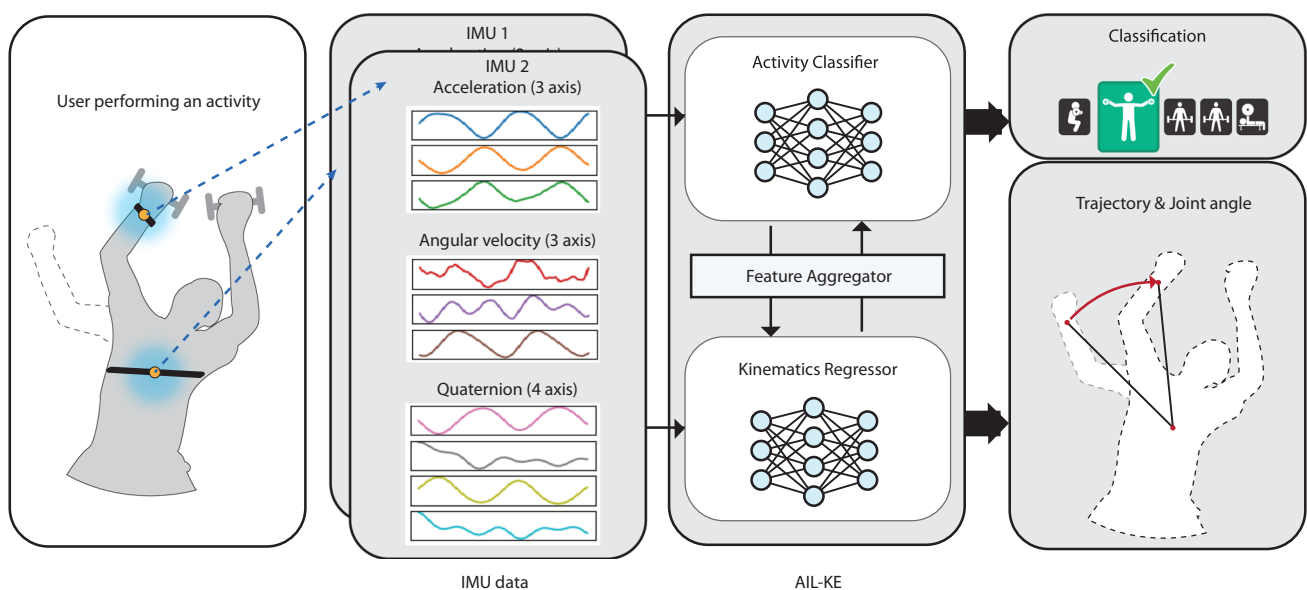 User performing an activity
IMU 1
IMU 2
Acceleration (3 axis)
Angular velocity (3 axis)
Quaternion (4 axis)
IMU data
Activity Classifier
Feature Aggregator
Kinematics Regressor
AIL-KE
Classification
Trajectory & Joint angle